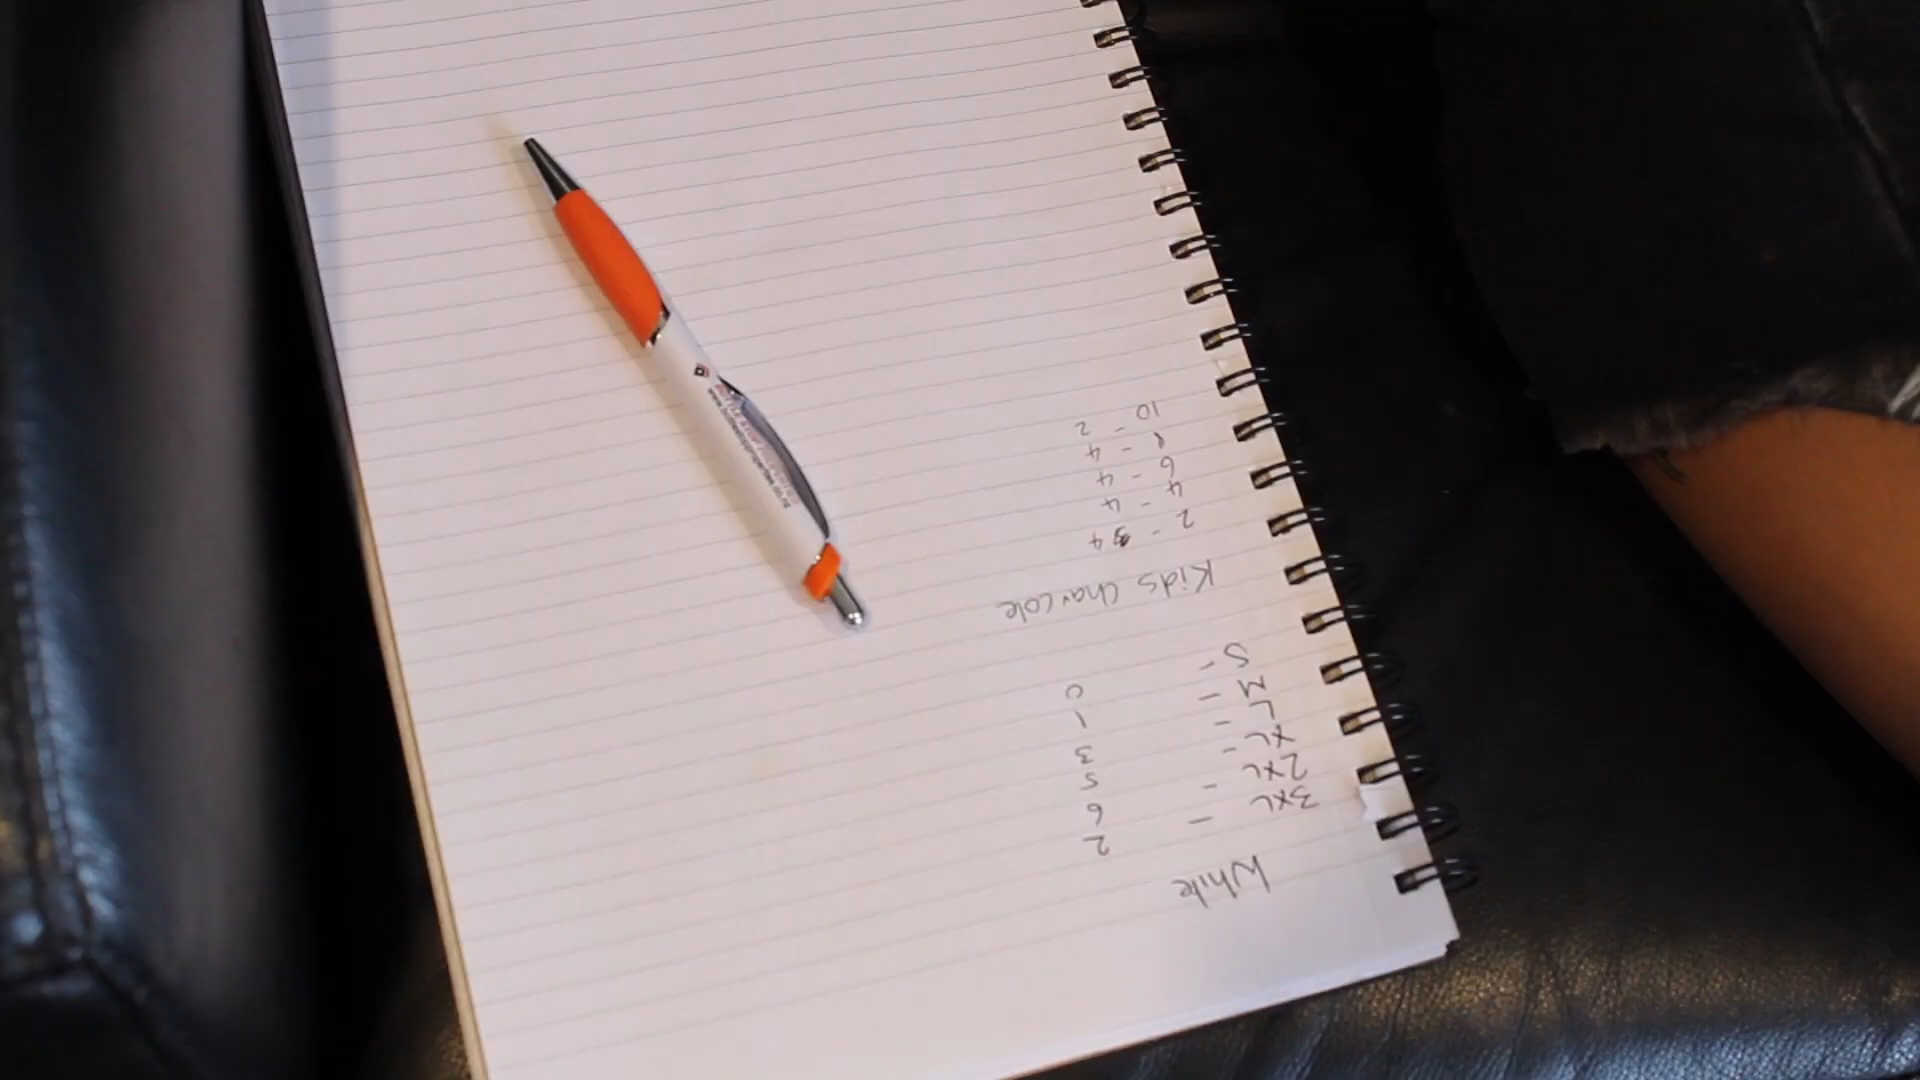 White
3XL - 2
2XL - 6
XL - 5
L - 3
M - 1
S - 0
Kids Charcole
2 - 4
4 - 4
6 - 4
8 - 4
10 - 2